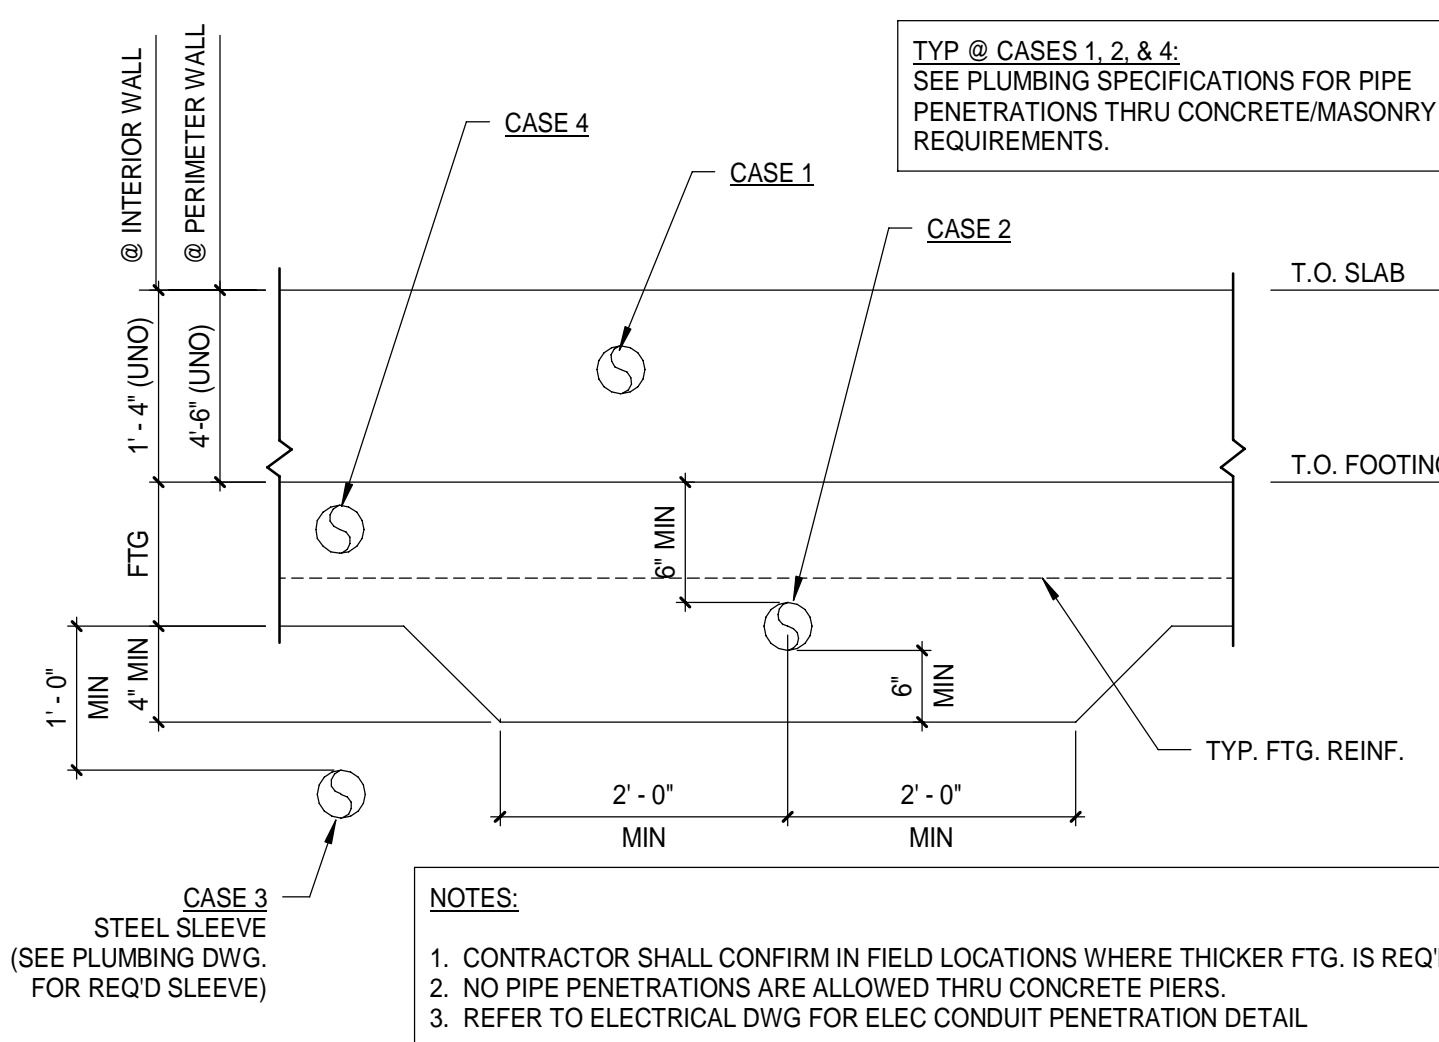 TYP @ CASES 1, 2, & 4:
SEE PLUMBING SPECIFICATIONS FOR PIPE
PENETRATIONS THRU CONCRETE/MASONRY
REQUIREMENTS.
@ INTERIOR WALL
@ PERIMETER WALL
CASE 4
CASE 1
CASE 2
T.O. SLAB
1' - 4" (UNO)
4'-6" (UNO)
T.O. FOOTING
FTG
6" MIN
1' - 0"
MIN
4" MIN
6"
MIN
TYP. FTG. REINF.
2' - 0"
MIN
2' - 0"
MIN
CASE 3
STEEL SLEEVE
(SEE PLUMBING DWG.
FOR REQ'D SLEEVE)
NOTES:
1. CONTRACTOR SHALL CONFIRM IN FIELD LOCATIONS WHERE THICKER FTG. IS
2. NO PIPE PENETRATIONS ARE ALLOWED THRU CONCRETE PIERS.
3. REFER TO ELECTRICAL DWG FOR ELEC CONDUIT PENETRATION DETAIL